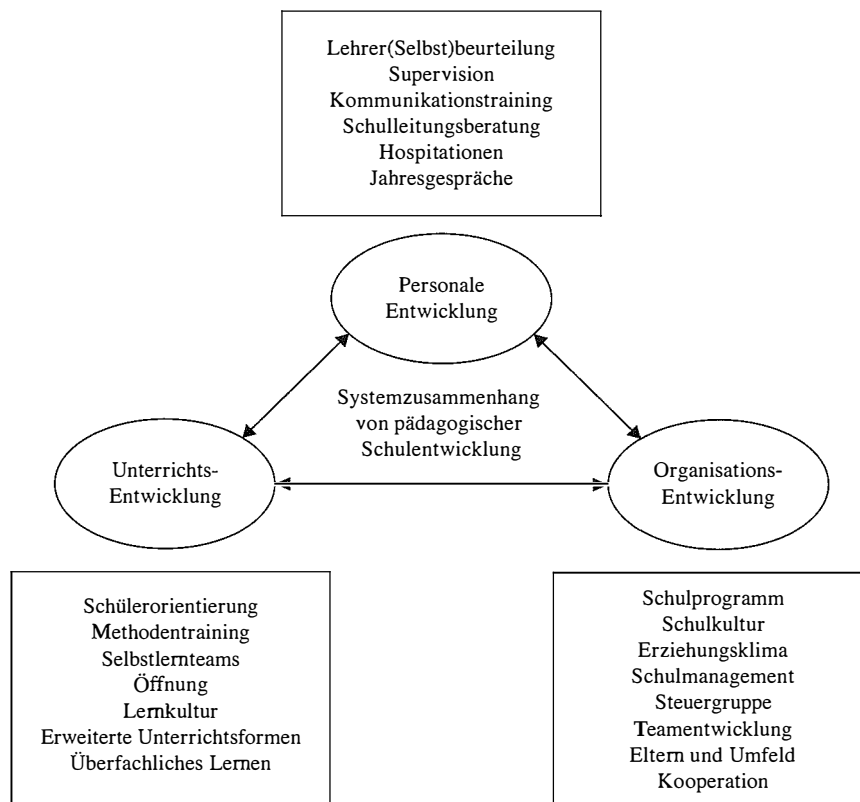 Lehrer(Selbst)beurteilung
Supervision
Kommunikationstraining
Schulleitungsberatung
Hospitationen
Jahresgespräche
Personale
Entwicklung
Systemzusammenhang
von pädagogischer
Schulentwicklung
Unterrichts-
Entwicklung
Organisations-
Entwicklung
Schülerorientierung
Methodentraining
Selbstlernteams
Öffnung
Lernkultur
Erweiterte Unterrichtsformen
Überfachliches Lernen
Schulprogramm
Schulkultur
Erziehungsklima
Schulmanagement
Steuergruppe
Teamentwicklung
Eltern und Umfeld
Kooperation